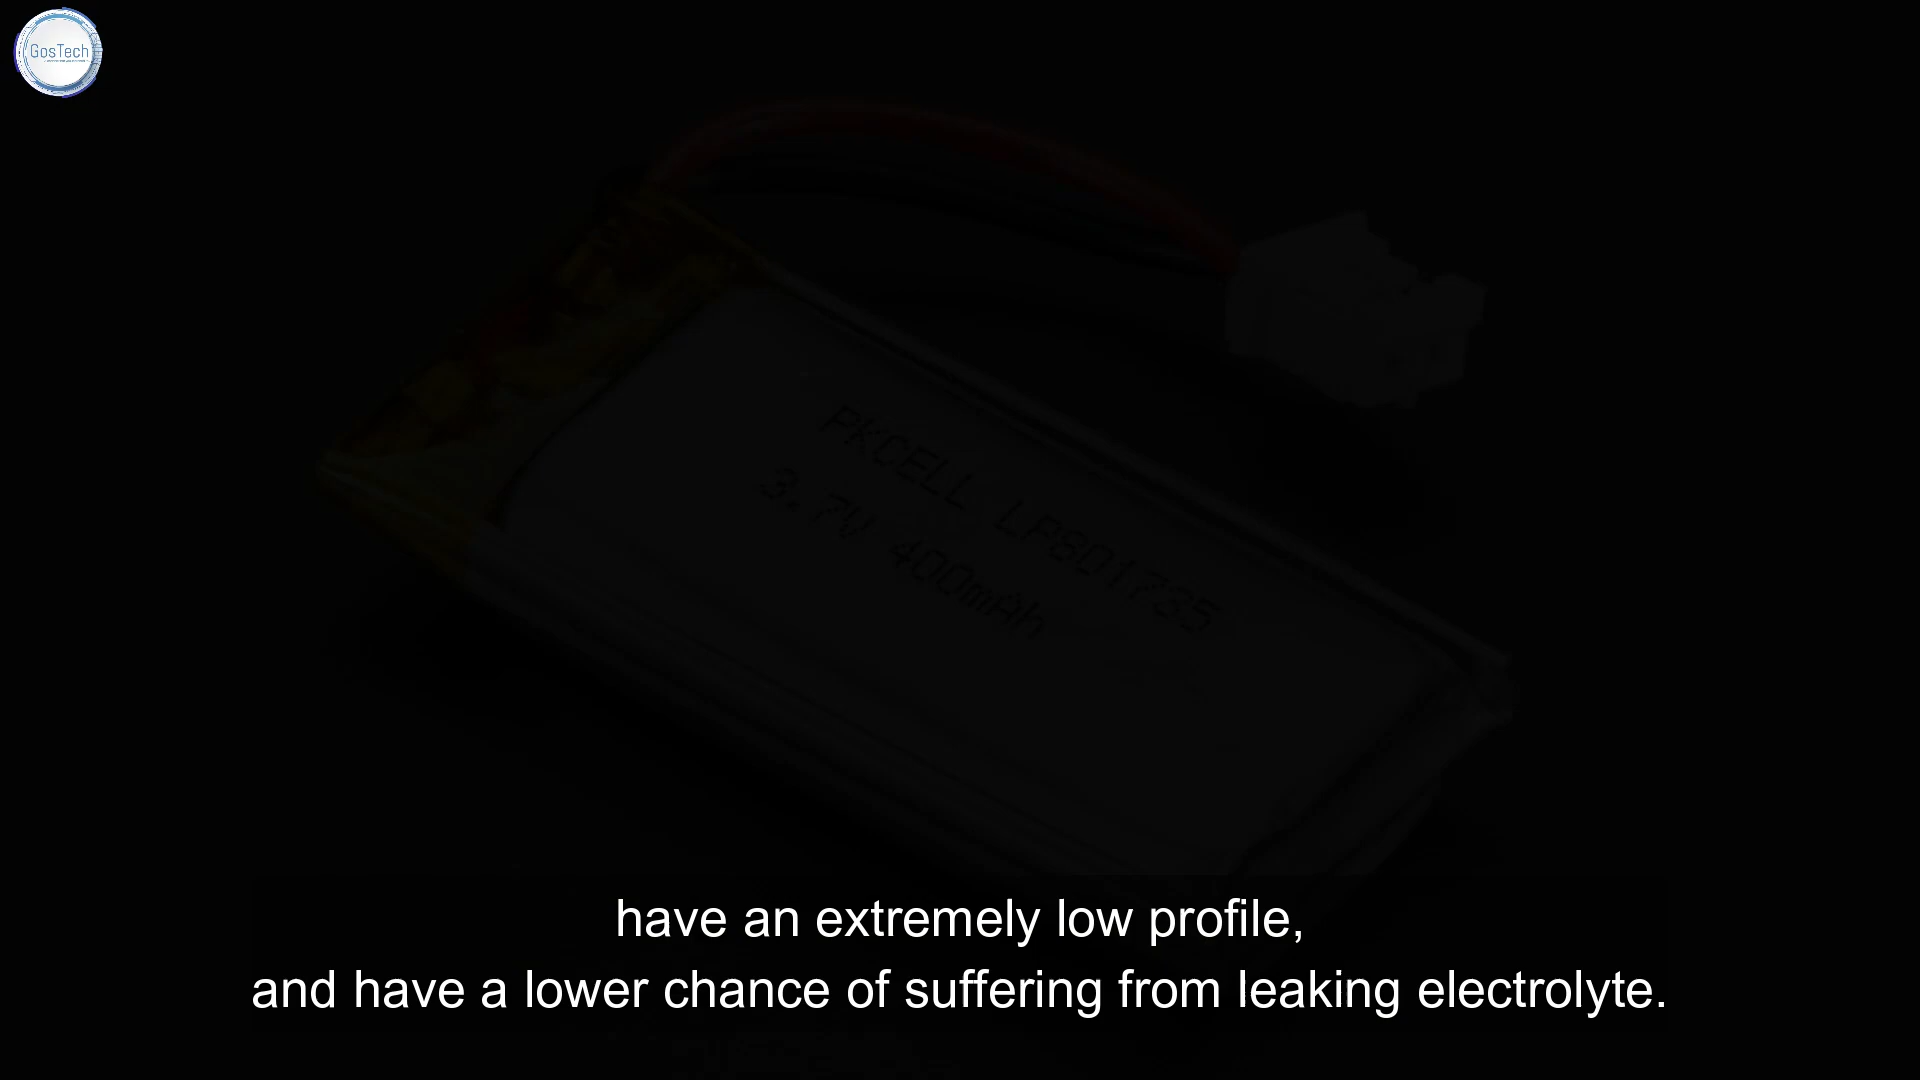 GosTech
PKCELL LP801735
3.7V 400mAh
have an extremely low profile,
and have a lower chance of suffering from leaking electrolyte.